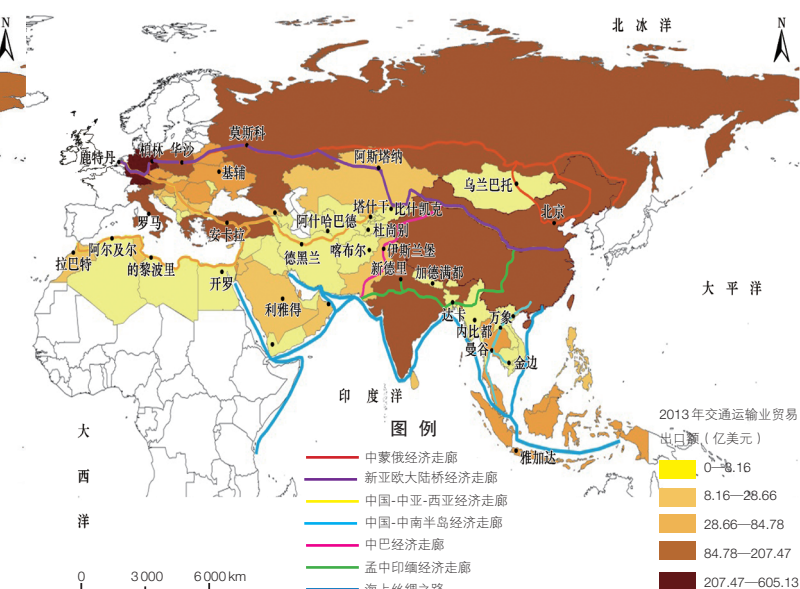 N
N
北 冰 洋
莫斯科
鹿特丹
柏林
华沙
阿斯塔纳
基辅
乌兰巴托
北京
罗马
安卡拉
塔什干
比什凯克
阿什哈巴德
杜尚别
德黑兰
喀布尔
伊斯兰堡
阿尔及尔
拉巴特
的黎波里
开罗
新德里
加德满都
利雅得
达卡
万象
内比都
曼谷
金边
雅加达
太 平 洋
印 度 洋
大
西
洋
图 例
中蒙俄经济走廊
新亚欧大陆桥经济走廊
中国-中亚-西亚经济走廊
中国-中南半岛经济走廊
中巴经济走廊
孟中印缅经济走廊
海上丝绸之路
2013年交通运输业贸易
出口额（亿美元）
0—8.16
8.16—28.66
28.66—84.78
84.78—207.47
207.47—605.13
0 3 000 6 000 km